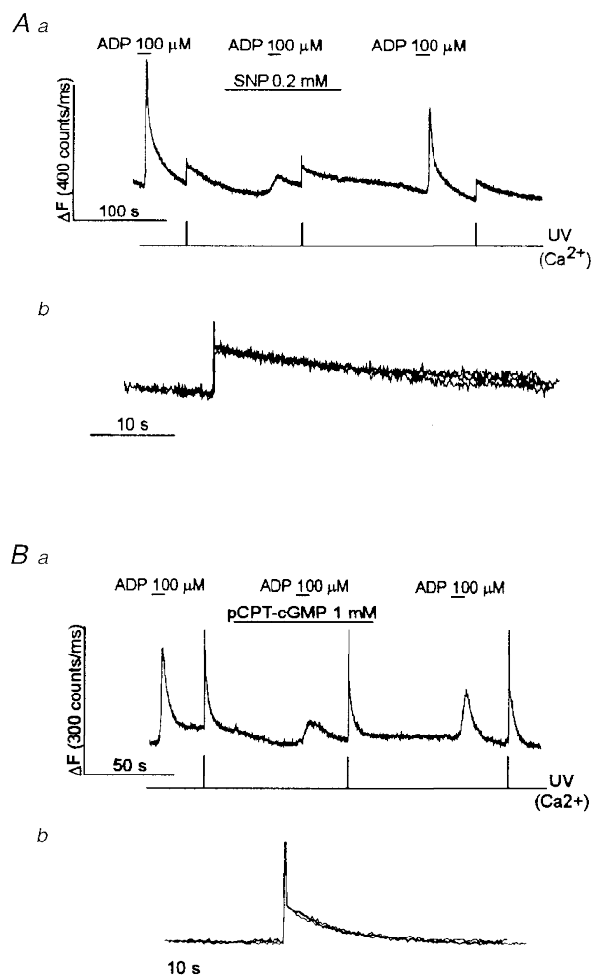 A a
ADP 100 µM ADP 100 µM ADP 100 µM
SNP 0.2 mM
ΔF (400 counts/ms)
100 s
UV
(Ca2+)
b
10 s
B a
ADP 100 µM ADP 100 µM ADP 100 µM
pCPT-cGMP 1 mM
ΔF (300 counts/ms)
50 s
UV
(Ca2+)
b
10 s